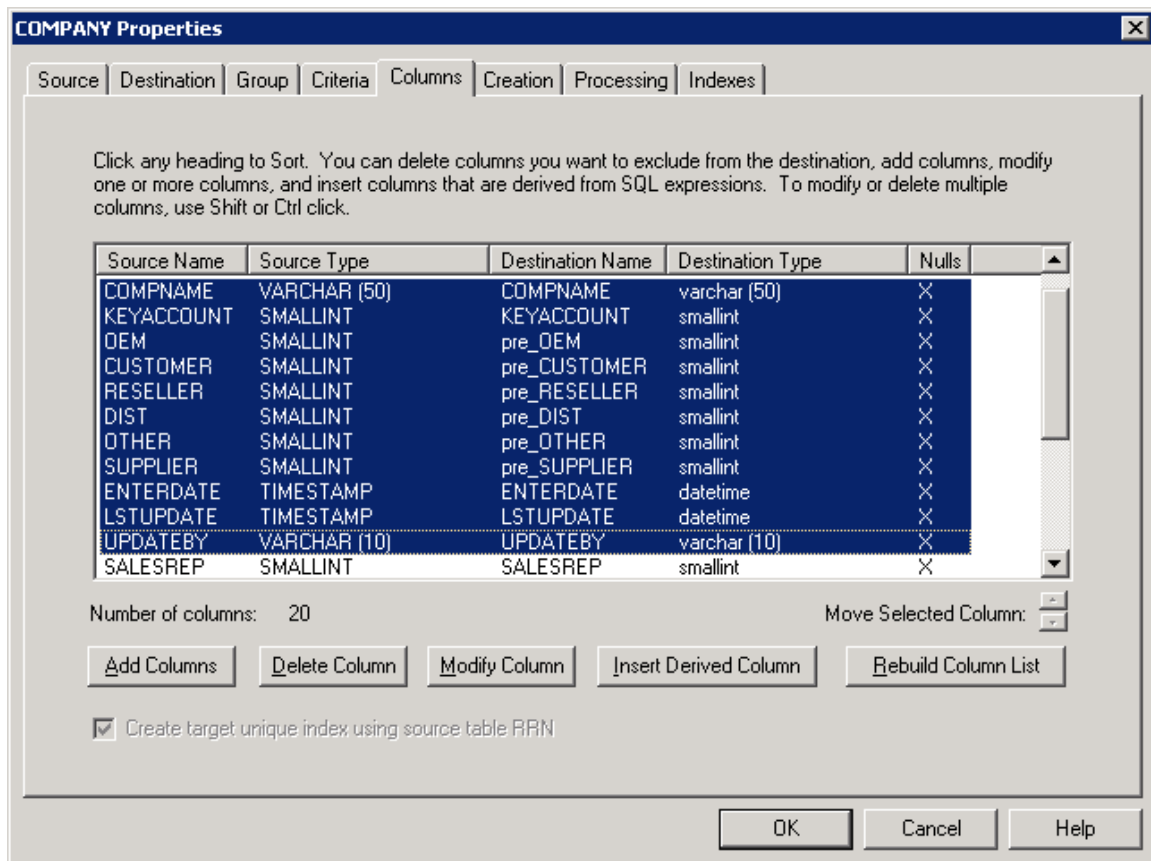 COMPANY Properties
Source Destination Group Criteria Columns Creation Processing Indexes
Click any heading to Sort. You can delete columns you want to exclude from the destination, add columns, modify
one or more columns, and insert columns that are derived from SQL expressions. To modify or delete multiple
columns, use Shift or Ctrl click.
Source Name Source Type Destination Name Destination Type Nulls
COMPNAME VARCHAR (50) COMPNAME varchar (50) X
KEYACCOUNT SMALLINT KEYACCOUNT smallint X
OEM SMALLINT pre_OEM smallint X
CUSTOMER SMALLINT pre_CUSTOMER smallint X
RESELLER SMALLINT pre_RESELLER smallint X
DIST SMALLINT pre_DIST smallint X
OTHER SMALLINT pre_OTHER smallint X
SUPPLIER SMALLINT pre_SUPPLIER smallint X
ENTERDATE TIMESTAMP ENTERDATE datetime X
LSTUPDATE TIMESTAMP LSTUPDATE datetime X
UPDATEBY VARCHAR (10) UPDATEBY varchar (10) X
SALESREP SMALLINT SALESREP smallint X
Number of columns: 20 Move Selected Column:
Add Columns Delete Column Modify Column Insert Derived Column Rebuild Column List
Create target unique index using source table RRN
OK Cancel Help